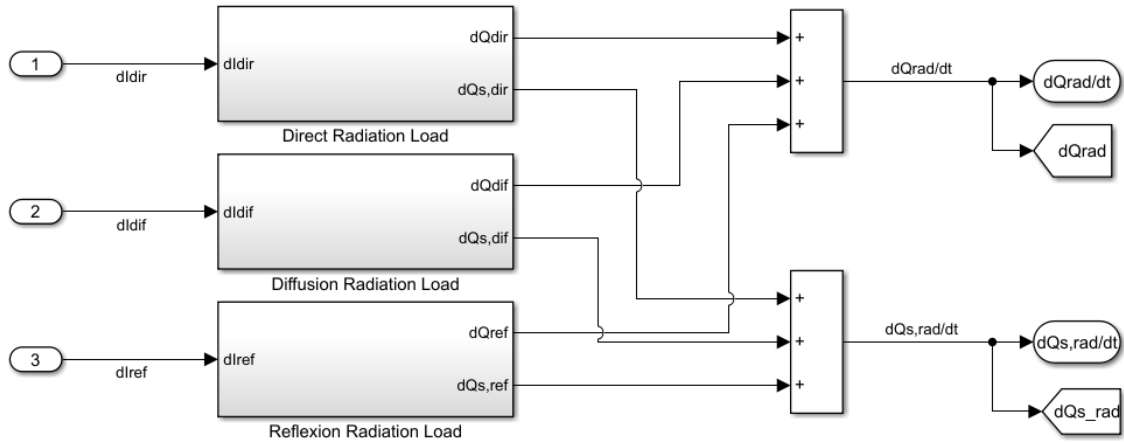 1
dIdir
dIdir
dQdir
dQs,dir
Direct Radiation Load
2
dIdif
dIdif
dQdif
dQs,dif
Diffusion Radiation Load
3
dIref
dIref
dQref
dQs,ref
Reflexion Radiation Load
+
+
+
dQrad/dt
dQrad/dt
dQrad
+
+
+
dQs,rad/dt
dQs,rad/dt
dQs_rad